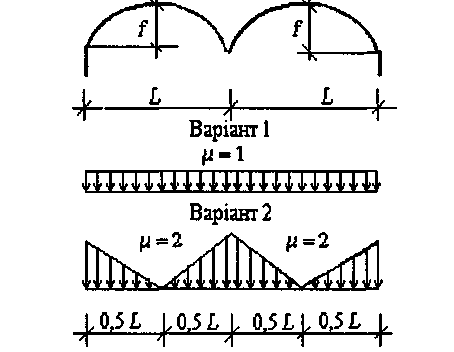 f f
L L
Варіант 1
μ = 1
Варіант 2
μ = 2 μ = 2
0,5 L 0,5 L 0,5 L 0,5 L